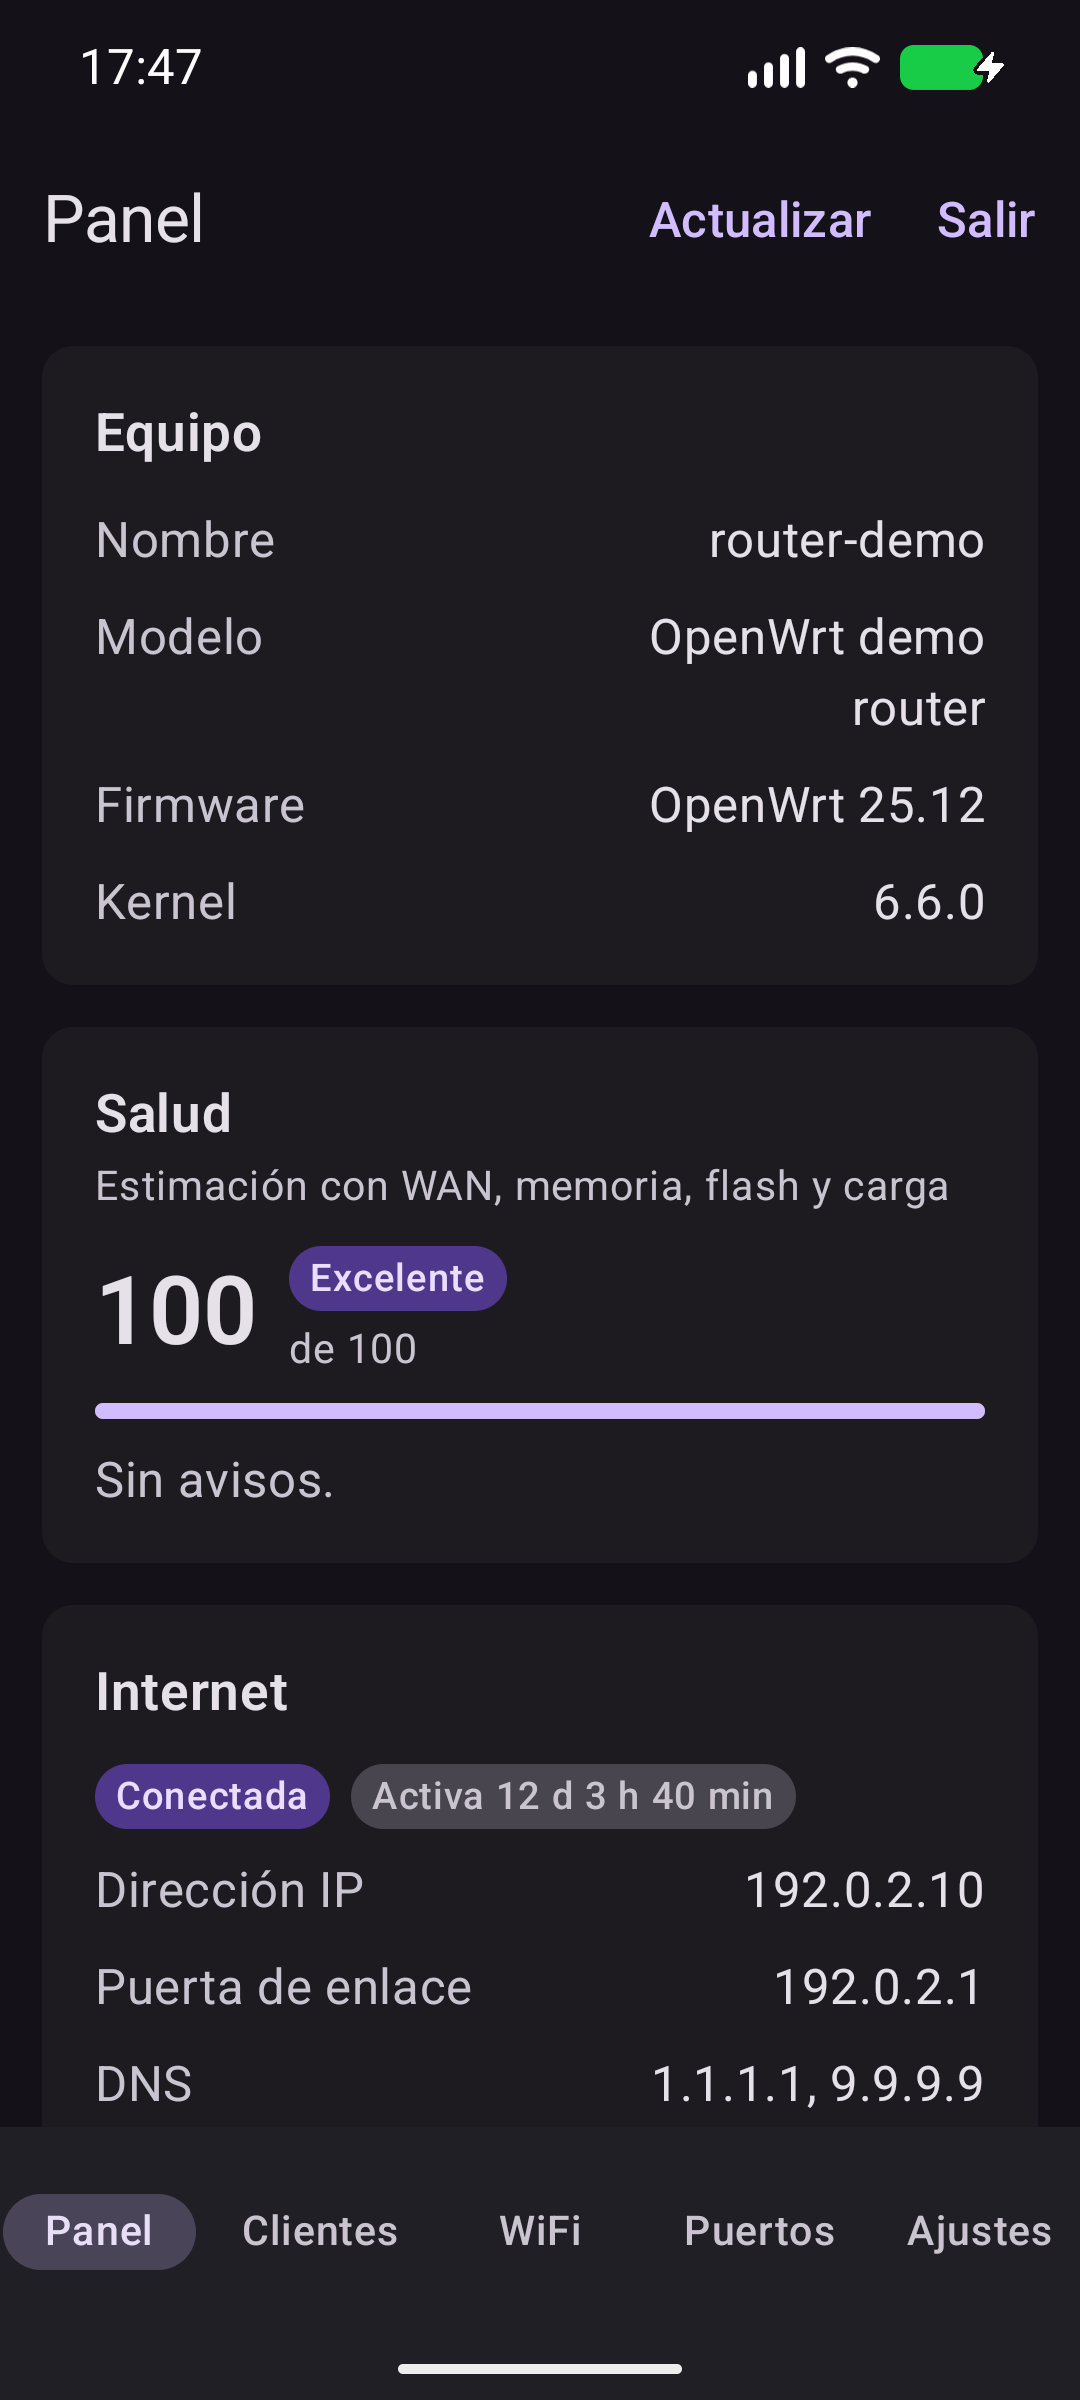 17:47
Panel
Actualizar
Salir
Equipo
Nombre
router-demo
Modelo
OpenWrt demo
router
Firmware
OpenWrt 25.12
Kernel
6.6.0
Salud
Estimación con WAN, memoria, flash y carga
100
Excelente
de 100
Sin avisos.
Internet
Conectada
Activa 12 d 3 h 40 min
Dirección IP
192.0.2.10
Puerta de enlace
192.0.2.1
DNS
1.1.1.1, 9.9.9.9
Panel
Clientes
WiFi
Puertos
Ajustes